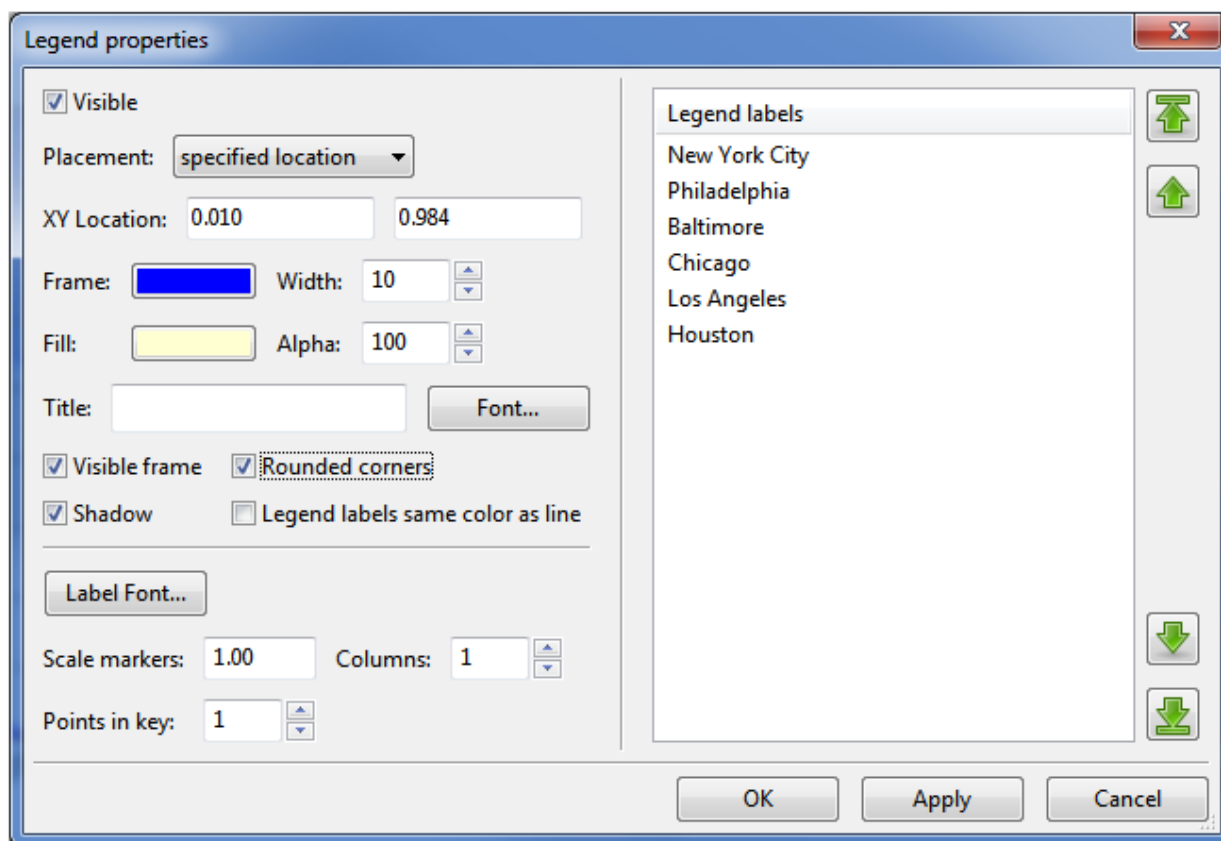 Legend properties
Visible
Placement: specified location
XY Location: 0.010 0.984
Frame: Width: 10
Fill: Alpha: 100
Title: Font...
Visible frame Rounded corners
Shadow Legend labels same color as line
Label Font...
Scale markers: 1.00 Columns: 1
Points in key: 1
Legend labels
New York City
Philadelphia
Baltimore
Chicago
Los Angeles
Houston
OK Apply Cancel